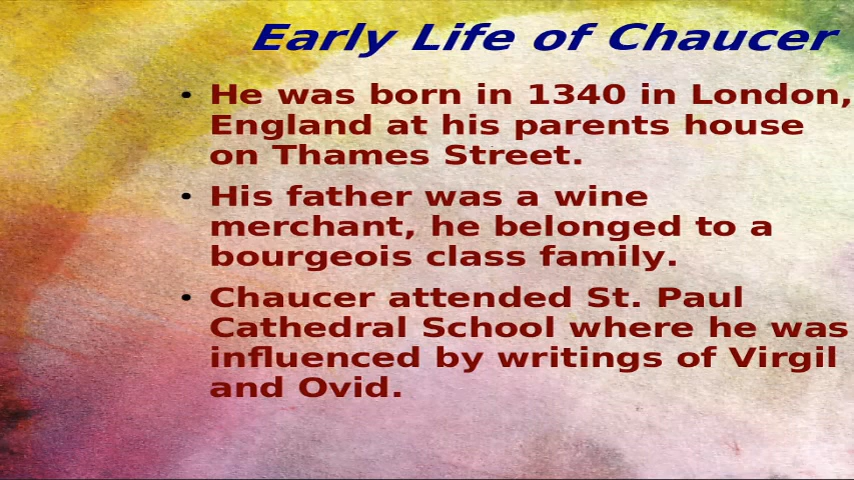 Early Life of Chaucer
• He was born in 1340 in London,
England at his parents house
on Thames Street.
• His father was a wine
merchant, he belonged to a
bourgeois class family.
• Chaucer attended St. Paul
Cathedral School where he was
influenced by writings of Virgil
and Ovid.